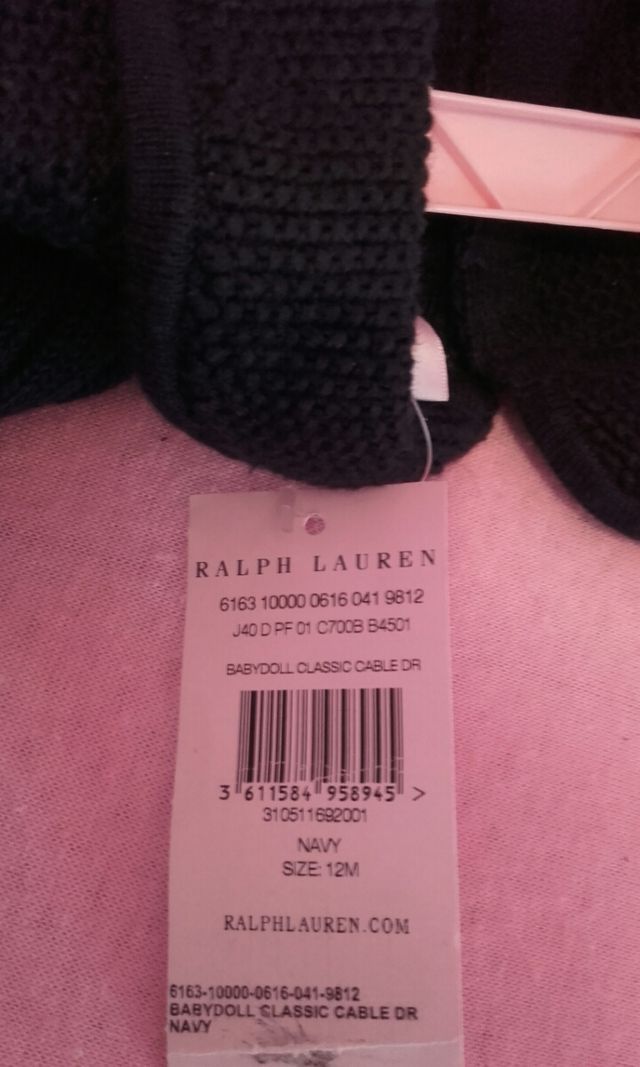 RALPH LAUREN
6163 10000 0616 041 9812
J40 D PF 01 C700B B4501
BABYDOLL CLASSIC CABLE DR
3 611584 958945 >
310511692001
NAVY
SIZE: 12M
RALPHLAUREN.COM
6163-10000-0616-041-9812
BABYDOLL CLASSIC CABLE DR
NAVY